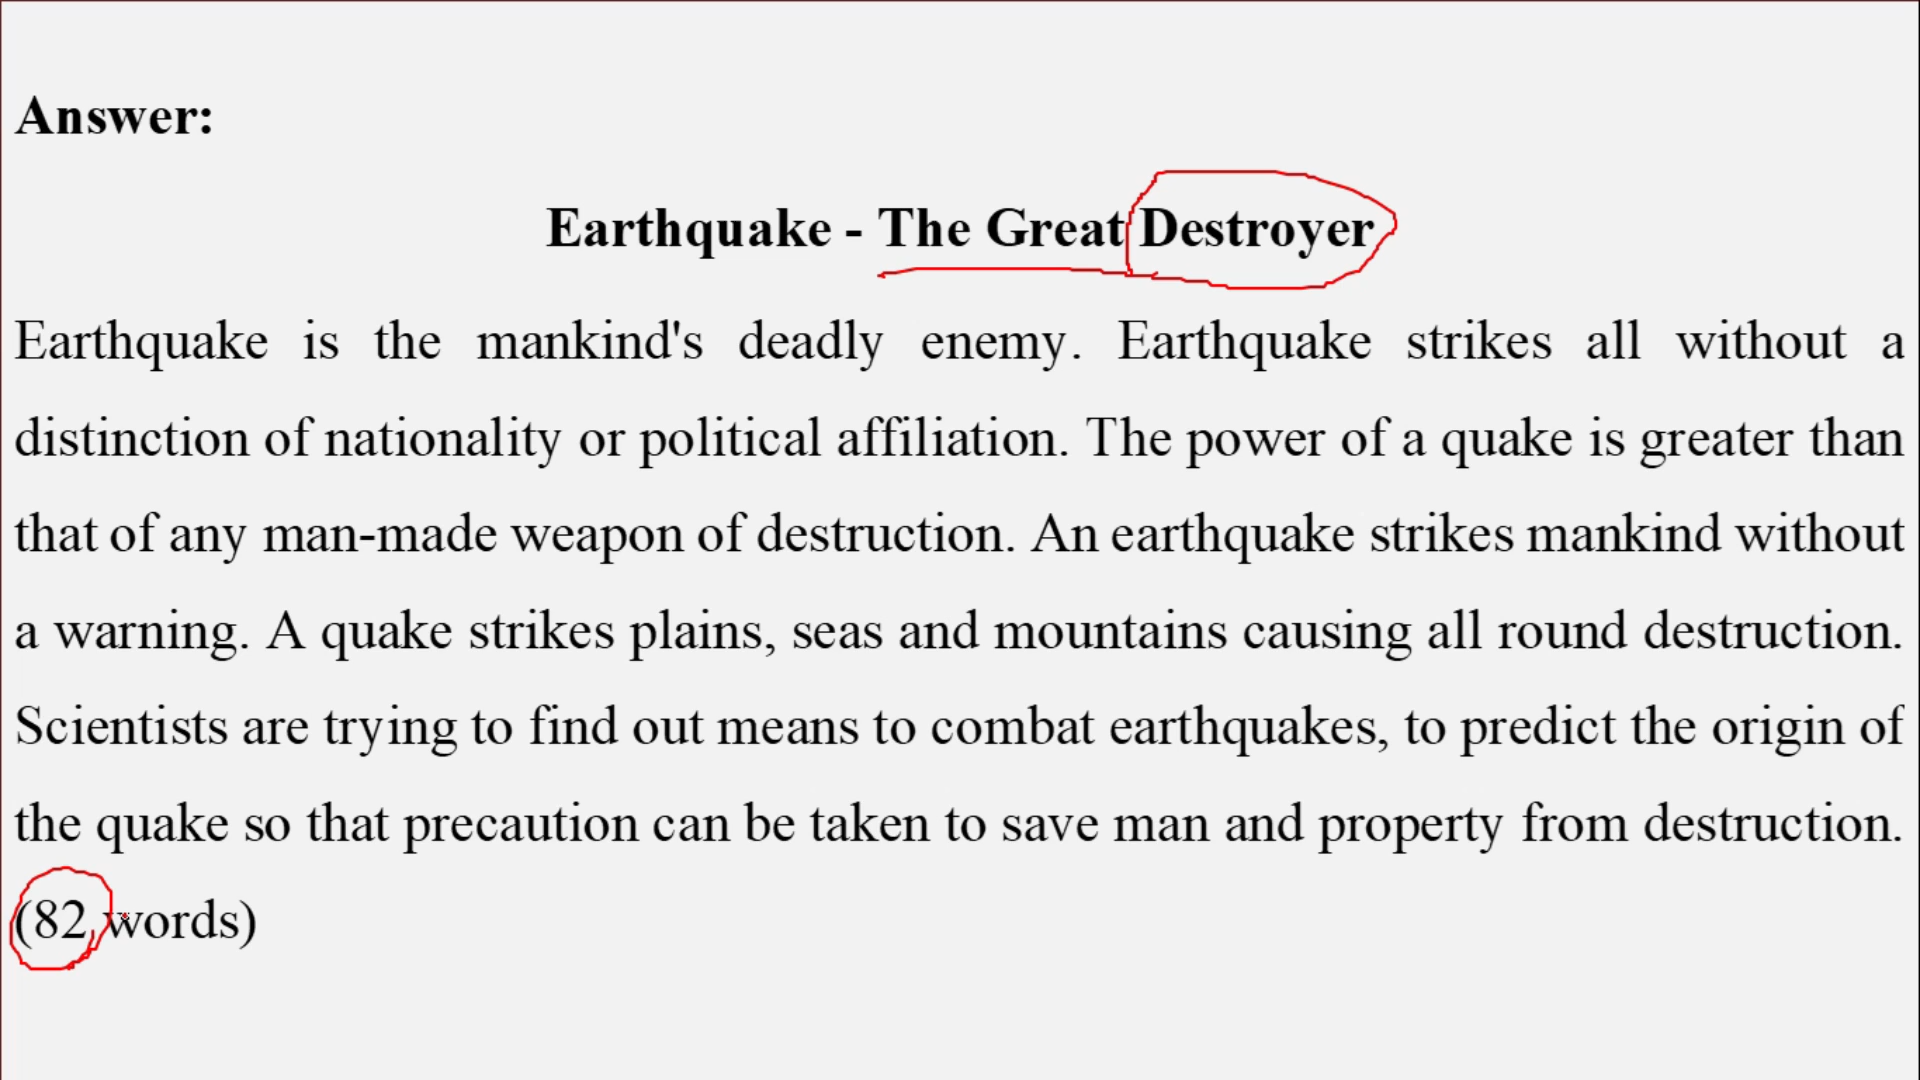 Answer:
Earthquake - The Great Destroyer
Earthquake is the mankind's deadly enemy. Earthquake strikes all without a
distinction of nationality or political affiliation. The power of a quake is greater than
that of any man-made weapon of destruction. An earthquake strikes mankind without
a warning. A quake strikes plains, seas and mountains causing all round destruction.
Scientists are trying to find out means to combat earthquakes, to predict the origin of
the quake so that precaution can be taken to save man and property from destruction.
(82 words)